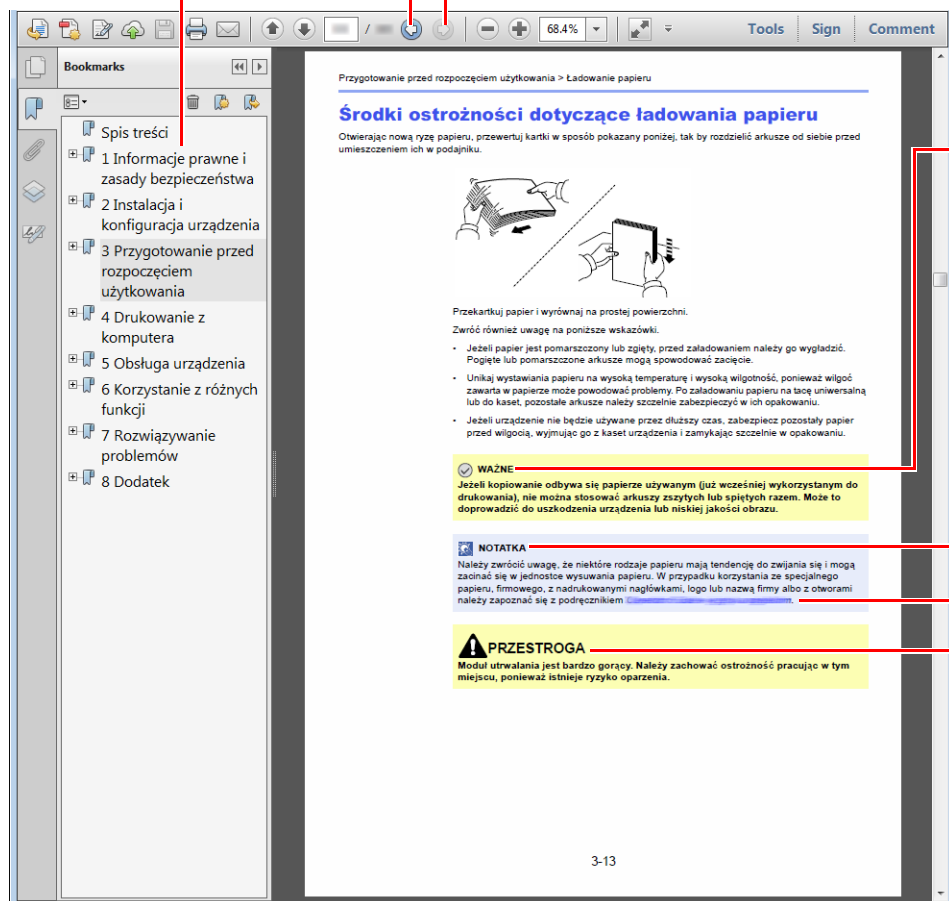 /
68.4%
Tools
Sign
Comment
Bookmarks
Spis treści
1 Informacje prawne i
zasady bezpieczeństwa
2 Instalacja i
konfiguracja urządzenia
3 Przygotowanie przed
rozpoczęciem
użytkowania
4 Drukowanie z
komputera
5 Obsługa urządzenia
6 Korzystanie z różnych
funkcji
7 Rozwiązywanie
problemów
8 Dodatek
Przygotowanie przed rozpoczęciem użytkowania > Ładowanie papieru
Środki ostrożności dotyczące ładowania papieru
Otwierając nową ryzę papieru, przewertuj kartki w sposób pokazany poniżej, tak by rozdzielić arkusze od siebie przed
umieszczeniem ich w podajniku.
Przekartkuj papier i wyrównaj na prostej powierzchni.
Zwróć również uwagę na poniższe wskazówki.
• Jeżeli papier jest pomarszczony lub zgięty, przed załadowaniem należy go wygładzić.
Pogięte lub pomarszczone arkusze mogą spowodować zacięcie.
• Unikaj wystawiania papieru na wysoką temperaturę i wysoką wilgotność, ponieważ wilgoć
zawarta w papierze może powodować problemy. Po załadowaniu papieru na tacę uniwersalną
lub do kaset, pozostałe arkusze należy szczelnie zabezpieczyć w ich opakowaniu.
• Jeżeli urządzenie nie będzie używane przez dłuższy czas, zabezpiecz pozostały papier
przed wilgocią, wyjmując go z kaset urządzenia i zamykając szczelnie w opakowaniu.
WAŻNE
Jeżeli kopiowanie odbywa się papierze używanym (już wcześniej wykorzystanym do
drukowania), nie można stosować arkuszy zszytych lub spiętych razem. Może to
doprowadzić do uszkodzenia urządzenia lub niskiej jakości obrazu.
NOTATKA
Należy zwrócić uwagę, że niektóre rodzaje papieru mają tendencję do zwijania się i mogą
zacinać się w jednostce wysuwania papieru. W przypadku korzystania ze specjalnego
papieru, firmowego, z nadrukowanymi nagłówkami, logo lub nazwą firmy albo z otworami
należy zapoznać się z podręcznikiem
PRZESTROGA
Moduł utrwalania jest bardzo gorący. Należy zachować ostrożność pracując w tym
miejscu, ponieważ istnieje ryzyko oparzenia.
3-13